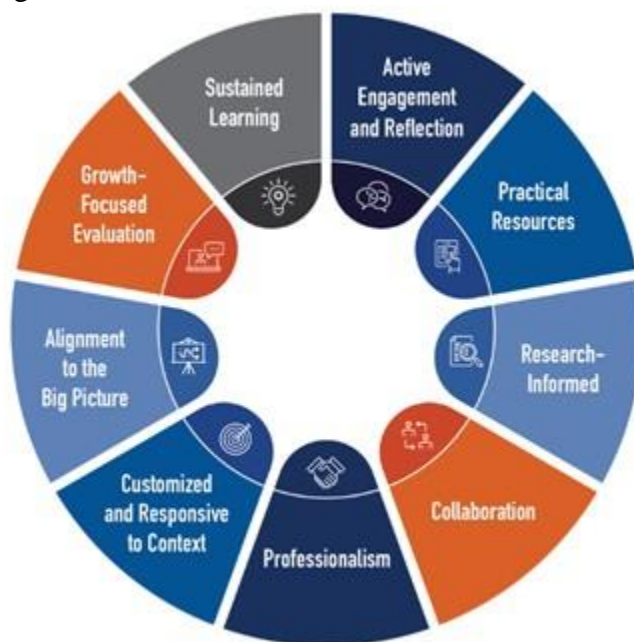 Active
Engagement
and Reflection
Practical
Resources
Research-
Informed
Collaboration
Professionalism
Customized
and Responsive
to Context
Alignment
to the
Big Picture
Growth-
Focused
Evaluation
Sustained
Learning